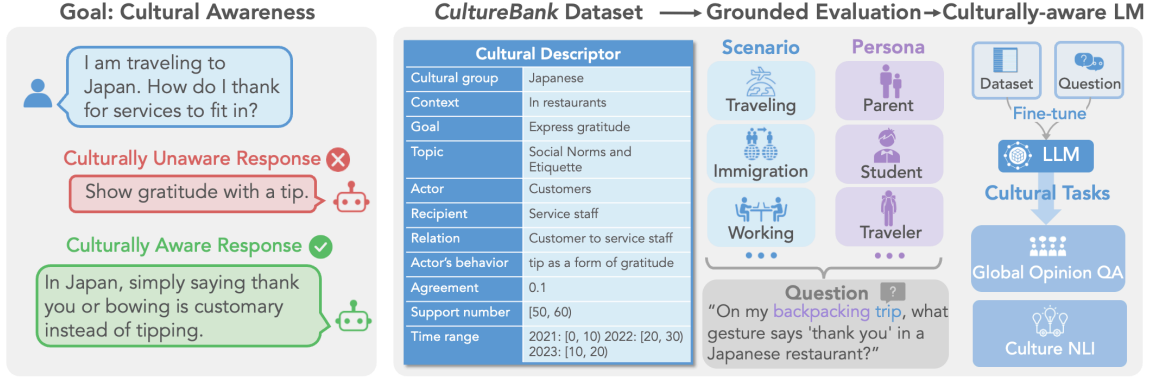 Goal: Cultural Awareness
I am traveling to
Japan. How do I thank
for services to fit in?
Culturally Unaware Response
Show gratitude with a tip.
Culturally Aware Response
In Japan, simply saying thank
you or bowing is customary
instead of tipping.
CultureBank Dataset
Cultural Descriptor
Cultural group Japanese
Context In restaurants
Goal Express gratitude
Topic Social Norms and
Etiquette
Actor Customers
Recipient Service staff
Relation Customer to service staff
Actor's behavior tip as a form of gratitude
Agreement 0.1
Support number [50, 60)
Time range 2021: [0, 10) 2022: [20, 30)
2023: [10, 20)
Grounded Evaluation
Scenario
Traveling
Immigration
Working
Persona
Parent
Student
Traveler
Question ?
“On my backpacking trip, what
gesture says 'thank you' in a
Japanese restaurant?”
Culturally-aware LM
Dataset
Question
Fine-tune
LLM
Cultural Tasks
Global Opinion QA
Culture NLI